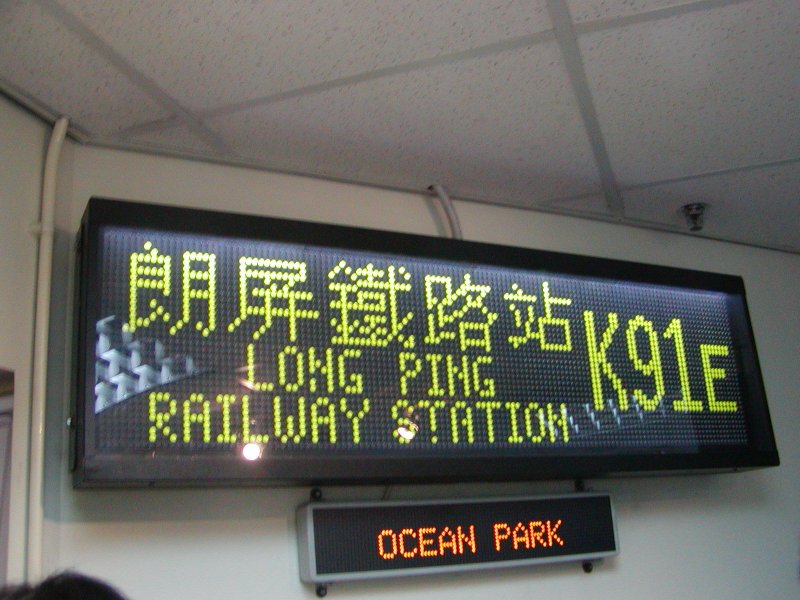 朗屏鐵路站
LONG PING
RAILWAY STATION
K91E
OCEAN PARK